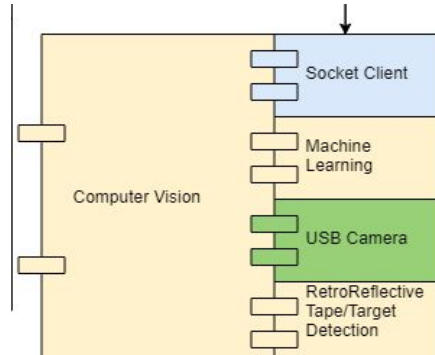 Socket Client
Machine
Learning
Computer Vision
USB Camera
RetroReflective
Tape/Target
Detection